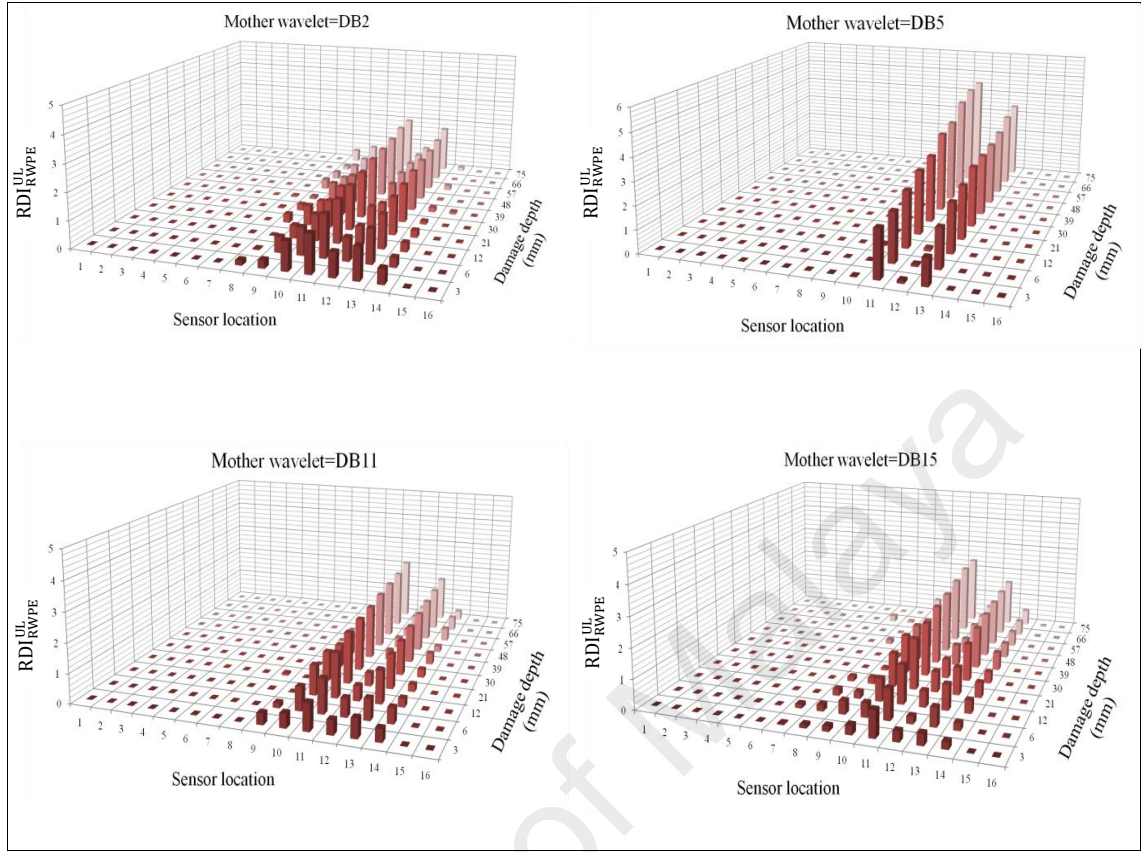 Mother wavelet=DB2
5
4
3
2
1
0
RDI^UL_RWPE
1 2 3 4 5 6 7 8 9 10 11 12 13 14 15 16
Sensor location
75
66
57
48
39
30
21
12
6
3
Damage depth
(mm)
Mother wavelet=DB5
6
5
4
3
2
1
0
RDI^UL_RWPE
1 2 3 4 5 6 7 8 9 10 11 12 13 14 15 16
Sensor location
75
66
57
48
39
30
21
12
6
3
Damage depth
(mm)
Mother wavelet=DB11
5
4
3
2
1
0
RDI^UL_RWPE
1 2 3 4 5 6 7 8 9 10 11 12 13 14 15 16
Sensor location
75
66
57
48
39
30
21
12
6
3
Damage depth
(mm)
Mother wavelet=DB15
5
4
3
2
1
0
RDI^UL_RWPE
1 2 3 4 5 6 7 8 9 10 11 12 13 14 15 16
Sensor location
75
66
57
48
39
30
21
12
6
3
Damage depth
(mm)
of Malaya